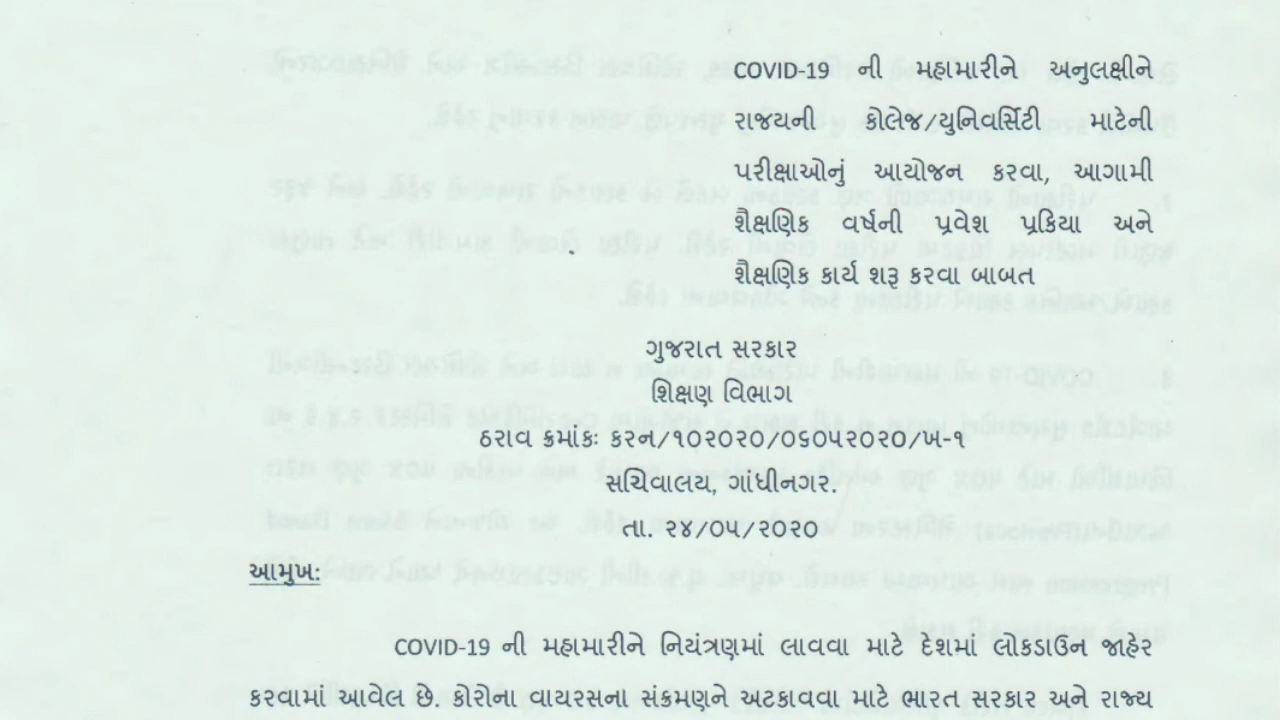 COVID-19 ની મહામારીને અનુલક્ષીને
રાજયની કોલેજ/યુનિવર્સિટી માટેની
પરીક્ષાઓનું આયોજન કરવા, આગામી
શૈક્ષણિક વર્ષની પ્રવેશ પ્રક્રિયા અને
શૈક્ષણિક કાર્ય શરૂ કરવા બાબત
ગુજરાત સરકાર
શિક્ષણ વિભાગ
ઠરાવ ક્રમાંકઃ કરન/૧૦૨૦૨૦/૦૬૦૫૨૦૨૦/ખ-૧
સચિવાલય, ગાંધીનગર.
તા. ૨૪/૦૫/૨૦૨૦
આમુખ:
COVID-19 ની મહામારીને નિયંત્રણમાં લાવવા માટે દેશમાં લોકડાઉન જાહેર
કરવામાં આવેલ છે. કોરોના વાયરસના સંક્રમણને અટકાવવા માટે ભારત સરકાર અને રાજ્ય